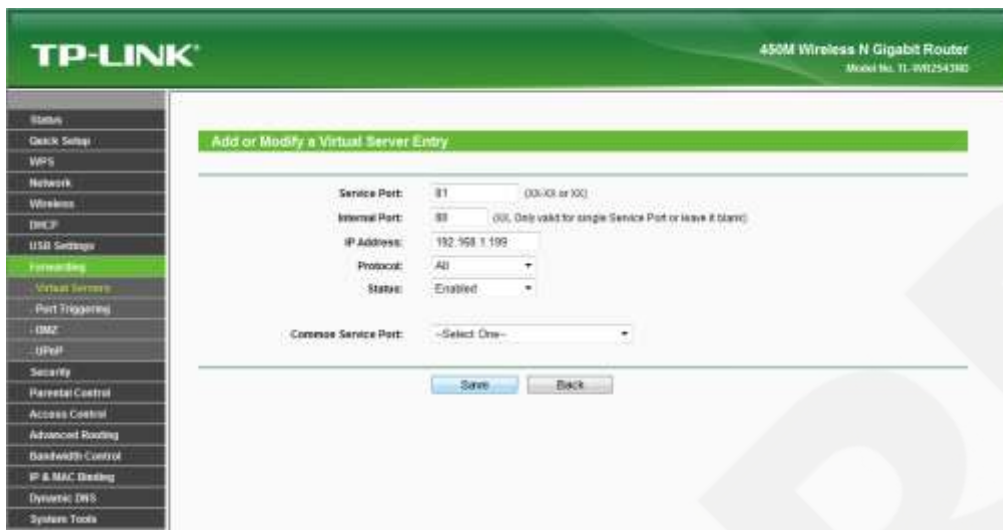 TP-LINK
450M Wireless N Gigabit Router
Model No. TL-WR2543ND
Status
Quick Setup
WPS
Network
Wireless
DHCP
USB Settings
Forwarding
- Virtual Servers
- Port Triggering
- DMZ
- UPnP
Security
Parental Control
Access Control
Advanced Routing
Bandwidth Control
IP & MAC Binding
Dynamic DNS
System Tools
Add or Modify a Virtual Server Entry
Service Port: 81 (XX-XX or XX)
Internal Port: 80 (XX, Only valid for single Service Port or leave it blank)
IP Address: 192.168.1.199
Protocol: All
Status: Enabled
Common Service Port: --Select One--
Save Back